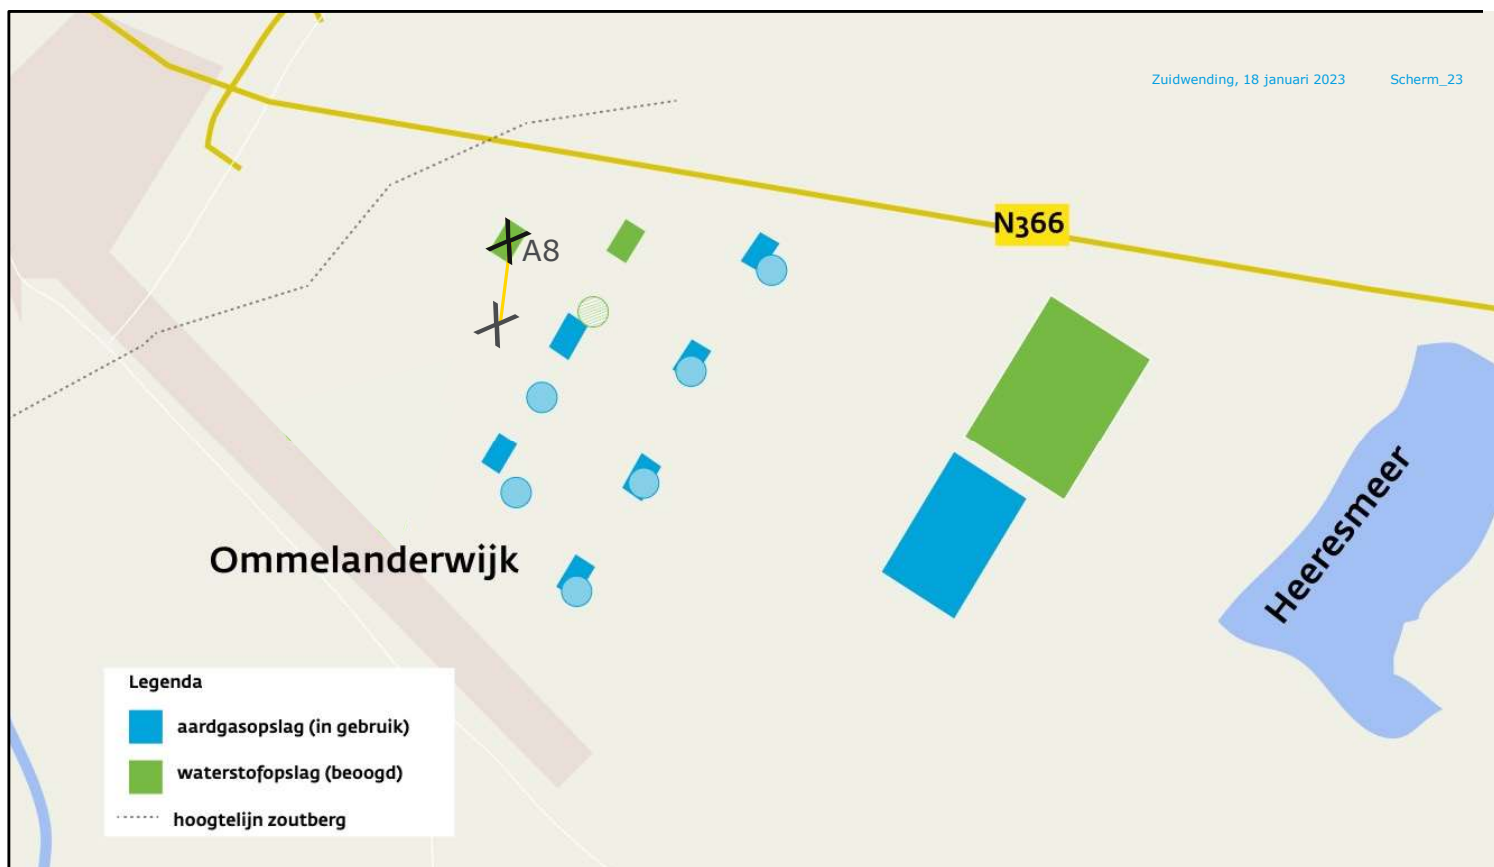 Zuidwending, 18 januari 2023 Scherm_23
N366
A8
Heeresmeer
Ommelanderwijk
Legenda
aardgasopslag (in gebruik)
waterstofopslag (beoogd)
hoogtelijn zoutberg